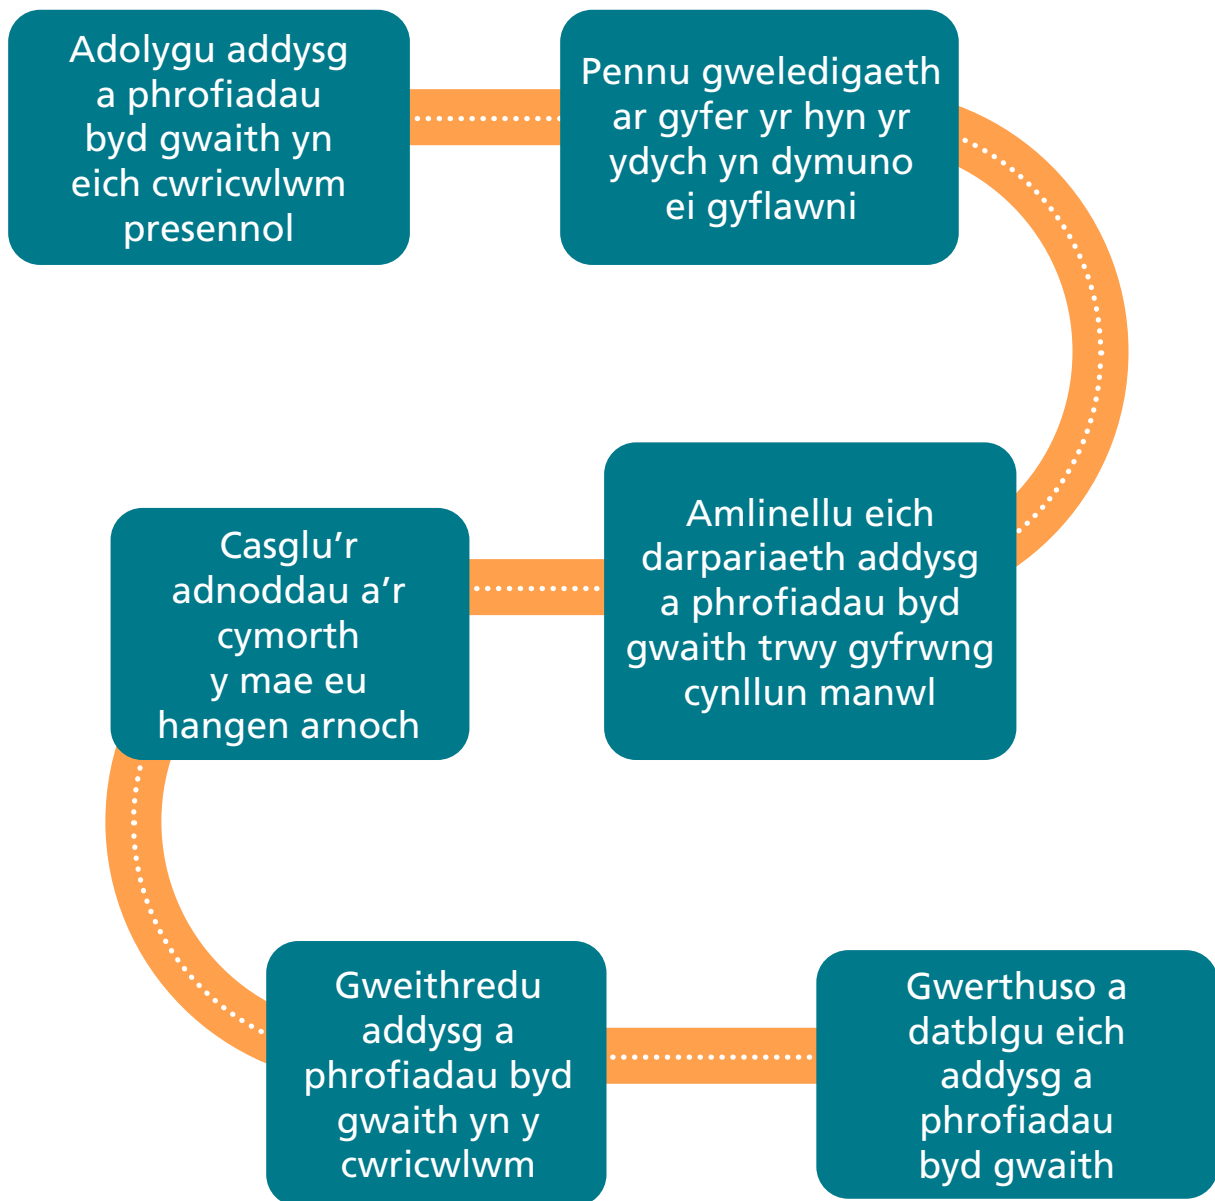 Adolygu addysg
a phrofiadau
byd gwaith yn
eich cwricwlwm
presennol
Pennu gweledigaeth
ar gyfer yr hyn yr
ydych yn dymuno
ei gyflawni
Amlinellu eich
darpariaeth addysg
a phrofiadau byd
gwaith trwy gyfrwng
cynllun manwl
Casglu'r
adnoddau a'r
cymorth
y mae eu
hangen arnoch
Gweithredu
addysg a
phrofiadau byd
gwaith yn y
cwricwlwm
Gwerthuso a
datblgu eich
addysg a
phrofiadau
byd gwaith